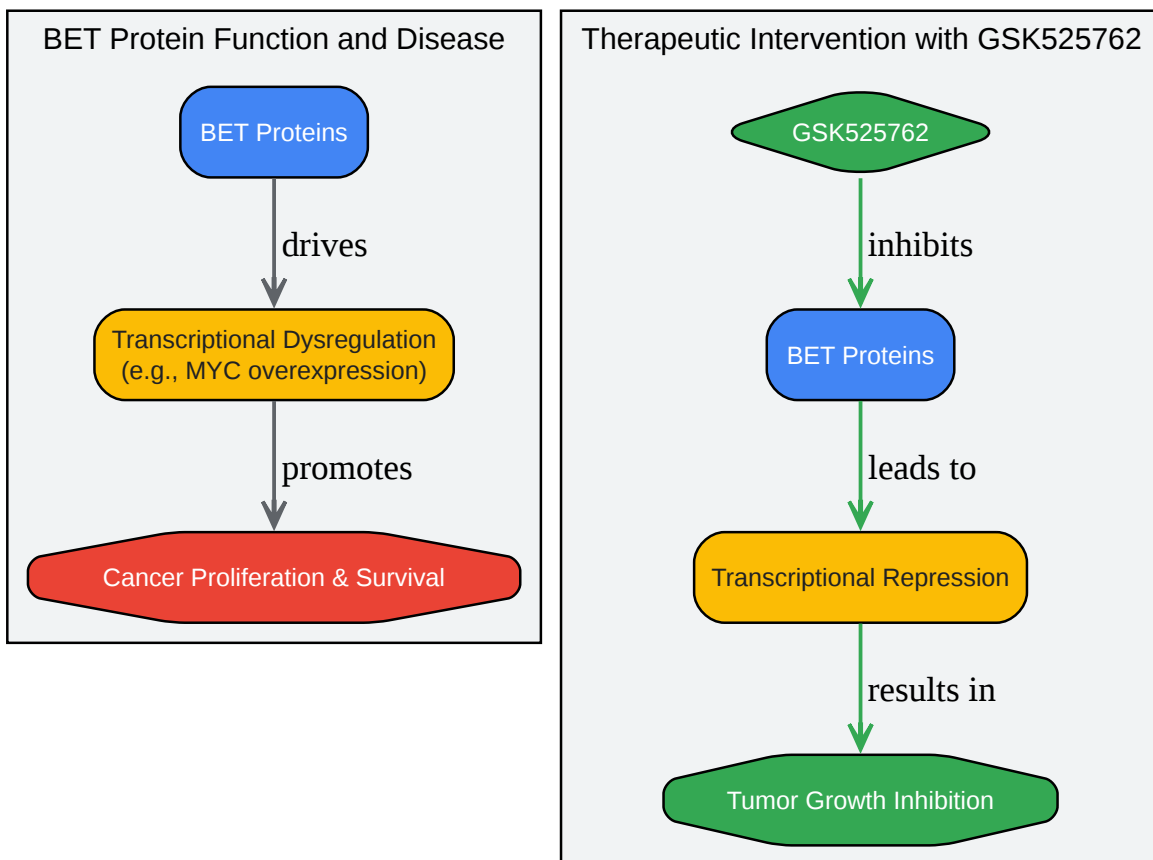 BET Protein Function and Disease
BET Proteins
drives
Transcriptional Dysregulation
(e.g., MYC overexpression)
promotes
Cancer Proliferation & Survival
Therapeutic Intervention with GSK525762
GSK525762
inhibits
BET Proteins
leads to
Transcriptional Repression
results in
Tumor Growth Inhibition